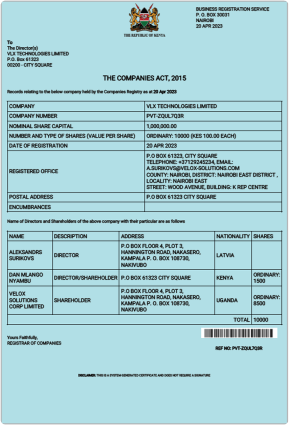 BUSINESS REGISTRATION SERVICE
P. O. BOX 30031
NAIROBI
20 APR 2023
THE REPUBLIC OF KENYA
To
The Director(s)
VLX TECHNOLOGIES LIMITED
P.O. Box 61323
00200 - CITY SQUARE
THE COMPANIES ACT, 2015
Records relating to the below company held by the Companies Registry as at 20 Apr 2023
COMPANY VLX TECHNOLOGIES LIMITED
COMPANY NUMBER PVT-ZQUL7Q3R
NOMINAL SHARE CAPITAL 1,000,000.00
NUMBER AND TYPE OF SHARES (VALUE PER SHARE) ORDINARY: 10000 (KES 100.00 EACH)
DATE OF REGISTRATION 20 APR 2023
REGISTERED OFFICE
P.O BOX 61323, CITY SQUARE
TELEPHONE: +37129245234, EMAIL:
A.SURIKOVS@VELOX-SOLUTIONS.COM
COUNTY: NAIROBI, DISTRICT: NAIROBI EAST DISTRICT ,
LOCALITY: NAIROBI EAST
STREET: WOOD AVENUE, BUILDING: K REP CENTRE
POSTAL ADDRESS P.O BOX 61323 CITY SQUARE
ENCUMBRANCES
Name of Directors and Shareholders of the above company with their particular are as follows
NAME DESCRIPTION ADDRESS NATIONALITY SHARES
ALEKSANDRS
SURIKOVS
DIRECTOR
P.O BOX FLOOR 4, PLOT 3,
HANNINGTON ROAD, NAKASERO,
KAMPALA P. O. BOX 108730,
NAKIVUBO
LATVIA
DAN MLANGO
NYAMBU
DIRECTOR/SHAREHOLDER
P.O BOX 61323 CITY SQUARE
KENYA
ORDINARY:
1500
VELOX
SOLUTIONS
CORP LIMITED
SHAREHOLDER
P.O BOX FLOOR 4, PLOT 3,
HANNINGTON ROAD, NAKASERO,
KAMPALA P. O. BOX 108730,
NAKIVUBO
UGANDA
ORDINARY:
8500
TOTAL 10000
Yours Faithfully,
REGISTRAR OF COMPANIES
REF NO: PVT-ZQUL7Q3R
DISCLAIMER: THIS IS A SYSTEM GENERATED CERTIFICATE AND DOES NOT REQUIRE A SIGNATURE